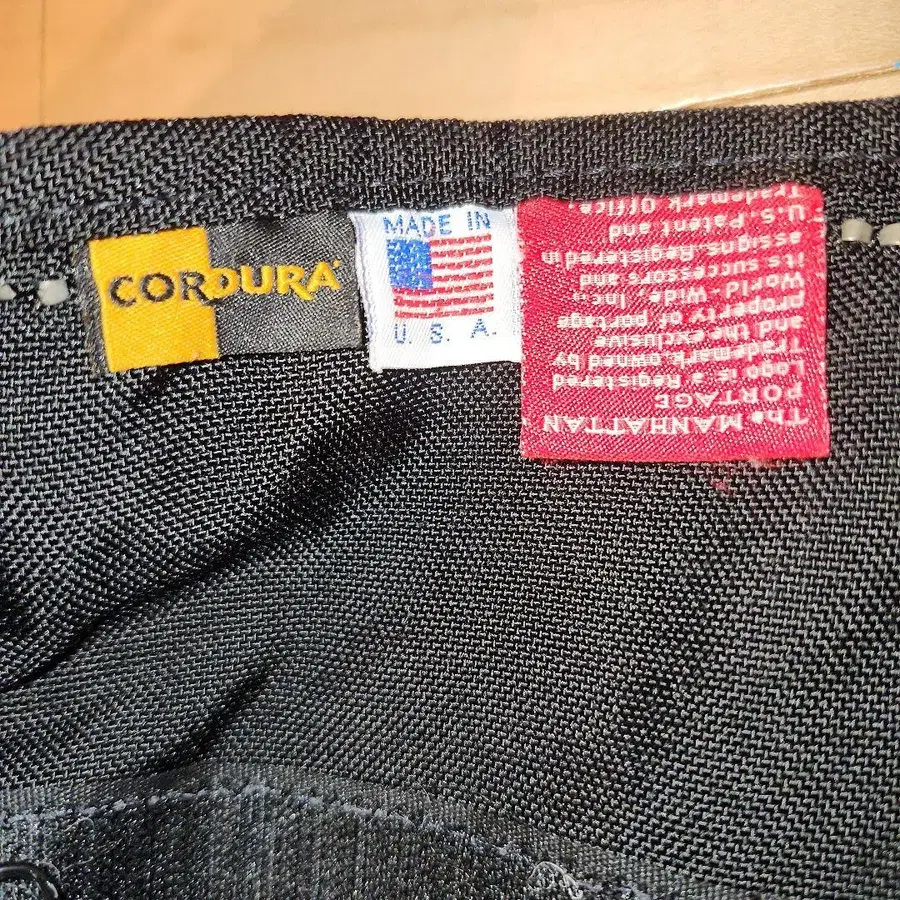 CORDURA
MADE IN
U. S. A.
The MANHATTAN
PORTAGE
Logo is a Registered
Trademark owned by
and the exclusive
property of portage
World-Wide, Inc.,
its successors and
assigns. Registered in
U.S. Patent and
Trademark Office.